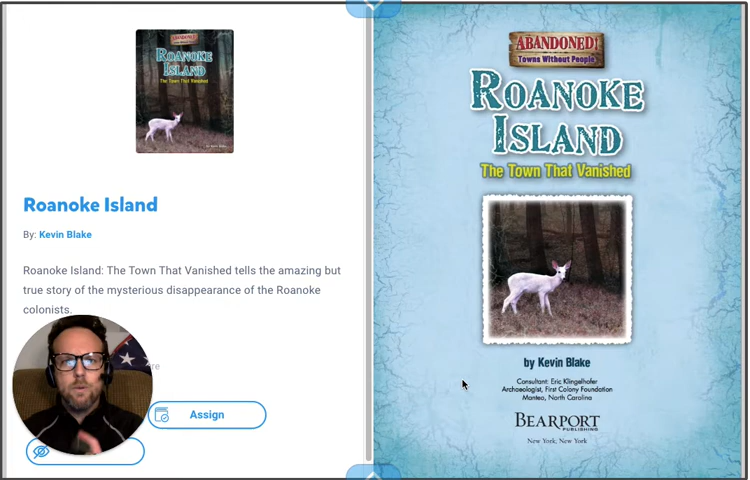 ABANDONED!
ROANOKE
ISLAND
The Town That Vanished
Roanoke Island
By: Kevin Blake
Roanoke Island: The Town That Vanished tells the amazing but
true story of the mysterious disappearance of the Roanoke
colonists.
re
Assign
ABANDONED!
Towns Without People
ROANOKE
ISLAND
The Town That Vanished
by Kevin Blake
Consultant: Eric Klingelhofer
Archaeologist, First Colony Foundation
Manteo, North Carolina
BEARPORT
PUBLISHING
New York, New York